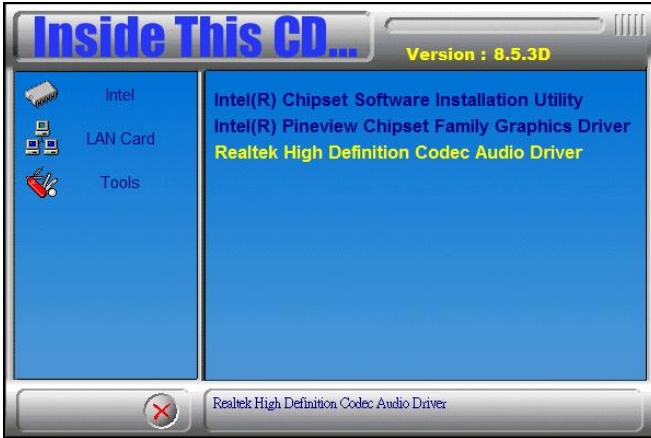 Inside This CD...
Version : 8.5.3D
Intel
LAN Card
Tools
Intel(R) Chipset Software Installation Utility
Intel(R) Pineview Chipset Family Graphics Driver
Realtek High Definition Codec Audio Driver
Realtek High Definition Codec Audio Driver